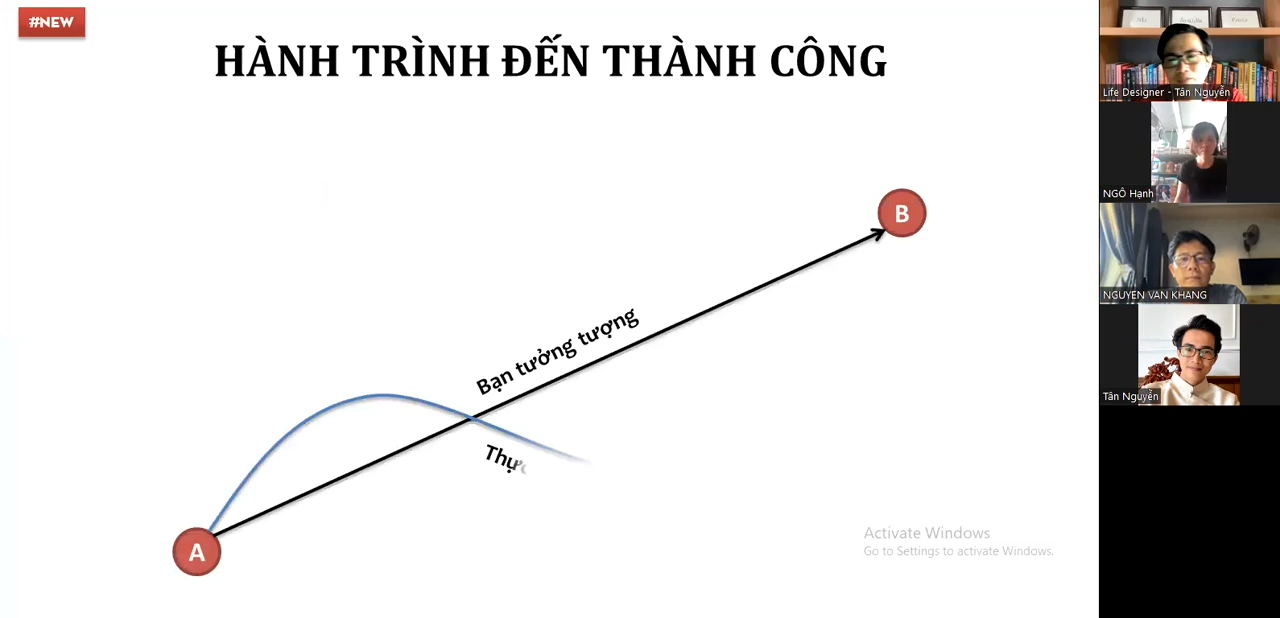 #NEW
HÀNH TRÌNH ĐẾN THÀNH CÔNG
B
Bạn tưởng tượng
A
Activate Windows
Go to Settings to activate Windows.
Life Designer - Tân Nguyễn
NGÔ Hạnh
NGUYEN VAN KHANG
Tân Nguyễn